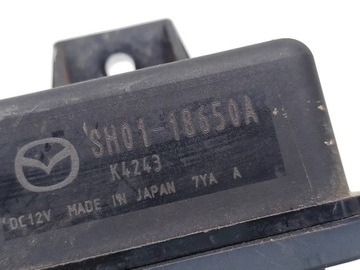 SH01-18650A
K4243
DC12V MADE IN JAPAN 7YA A